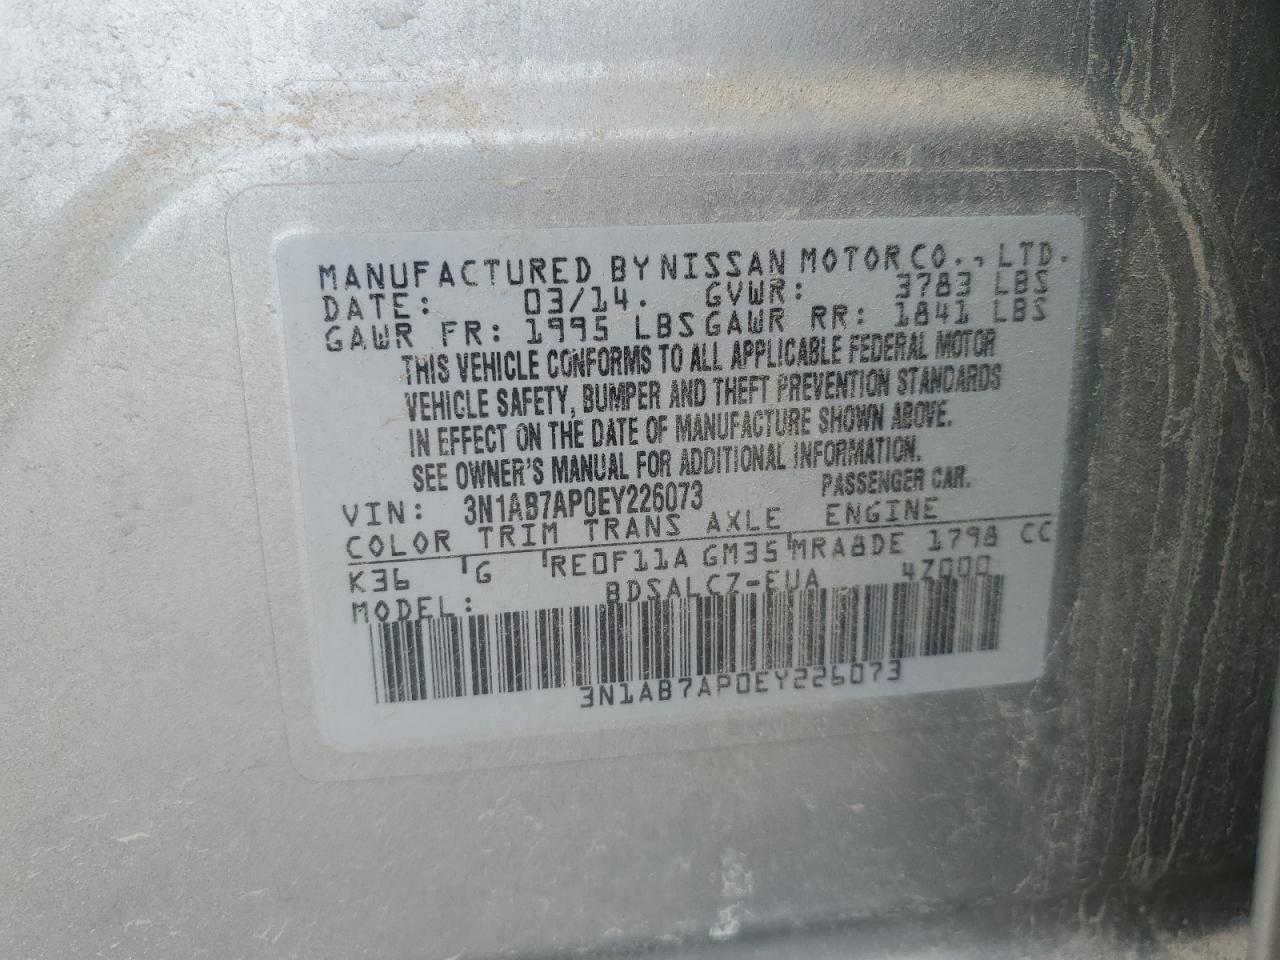 MANUFACTURED BY NISSAN MOTOR CO., LTD.
DATE: 03/14. GVWR: 3783 LBS
GAWR FR: 1995 LBS GAWR RR: 1841 LBS
THIS VEHICLE CONFORMS TO ALL APPLICABLE FEDERAL MOTOR
VEHICLE SAFETY, BUMPER AND THEFT PREVENTION STANDARDS
IN EFFECT ON THE DATE OF MANUFACTURE SHOWN ABOVE.
SEE OWNER'S MANUAL FOR ADDITIONAL INFORMATION.
VIN: 3N1AB7AP0EY226073 PASSENGER CAR.
COLOR TRIM TRANS AXLE ENGINE
K36 G RE0F11A GM35 MRA8DE 1798 CC
MODEL: BDSALCZ-EUA 4Z000
3N1AB7AP0EY226073